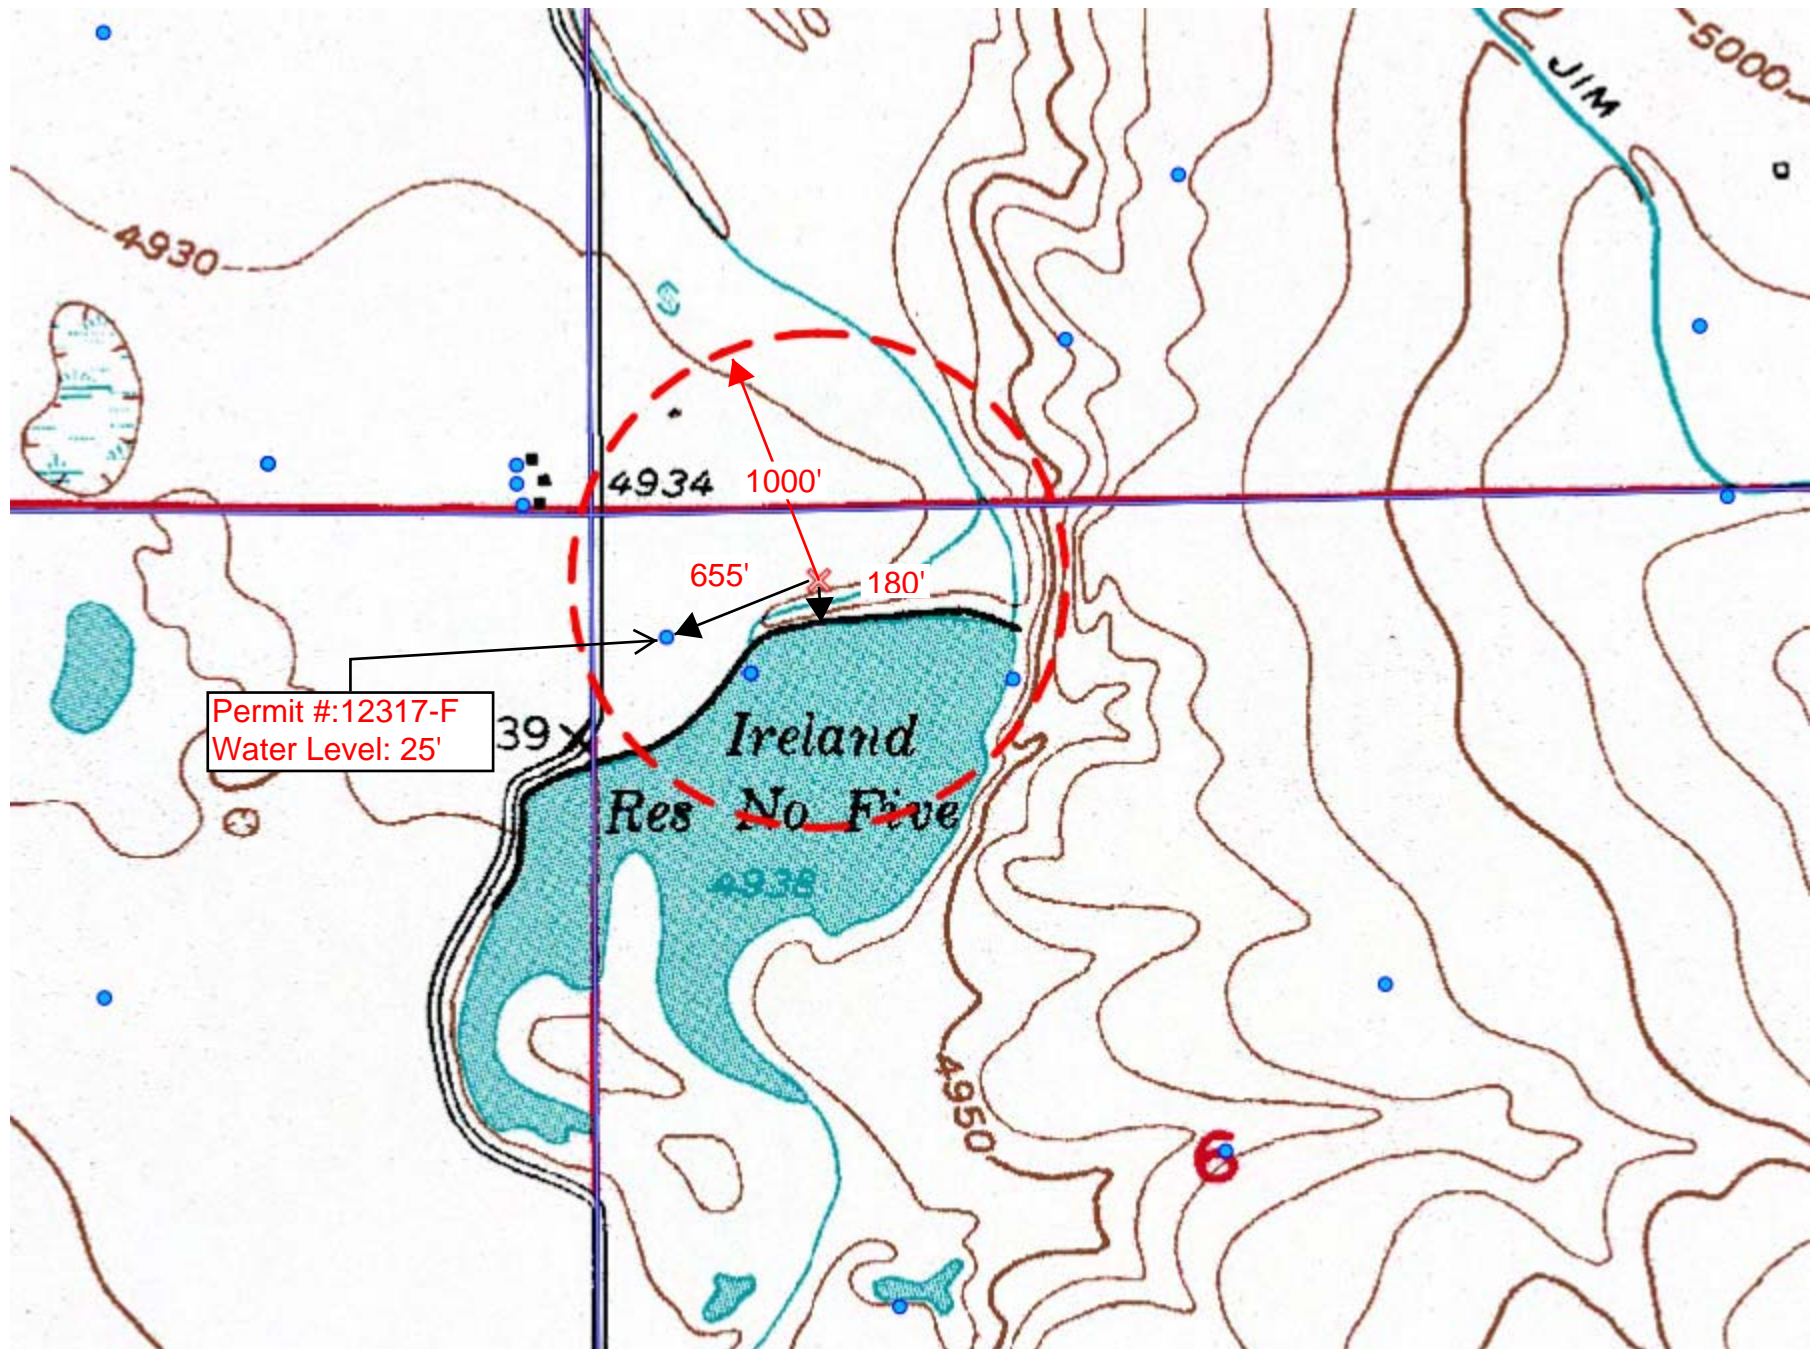 JIM
5000
4930
4934
1000'
655'
180'
Permit #:12317-F
Water Level: 25'
39
Ireland
Res No Five
4938
4950
6